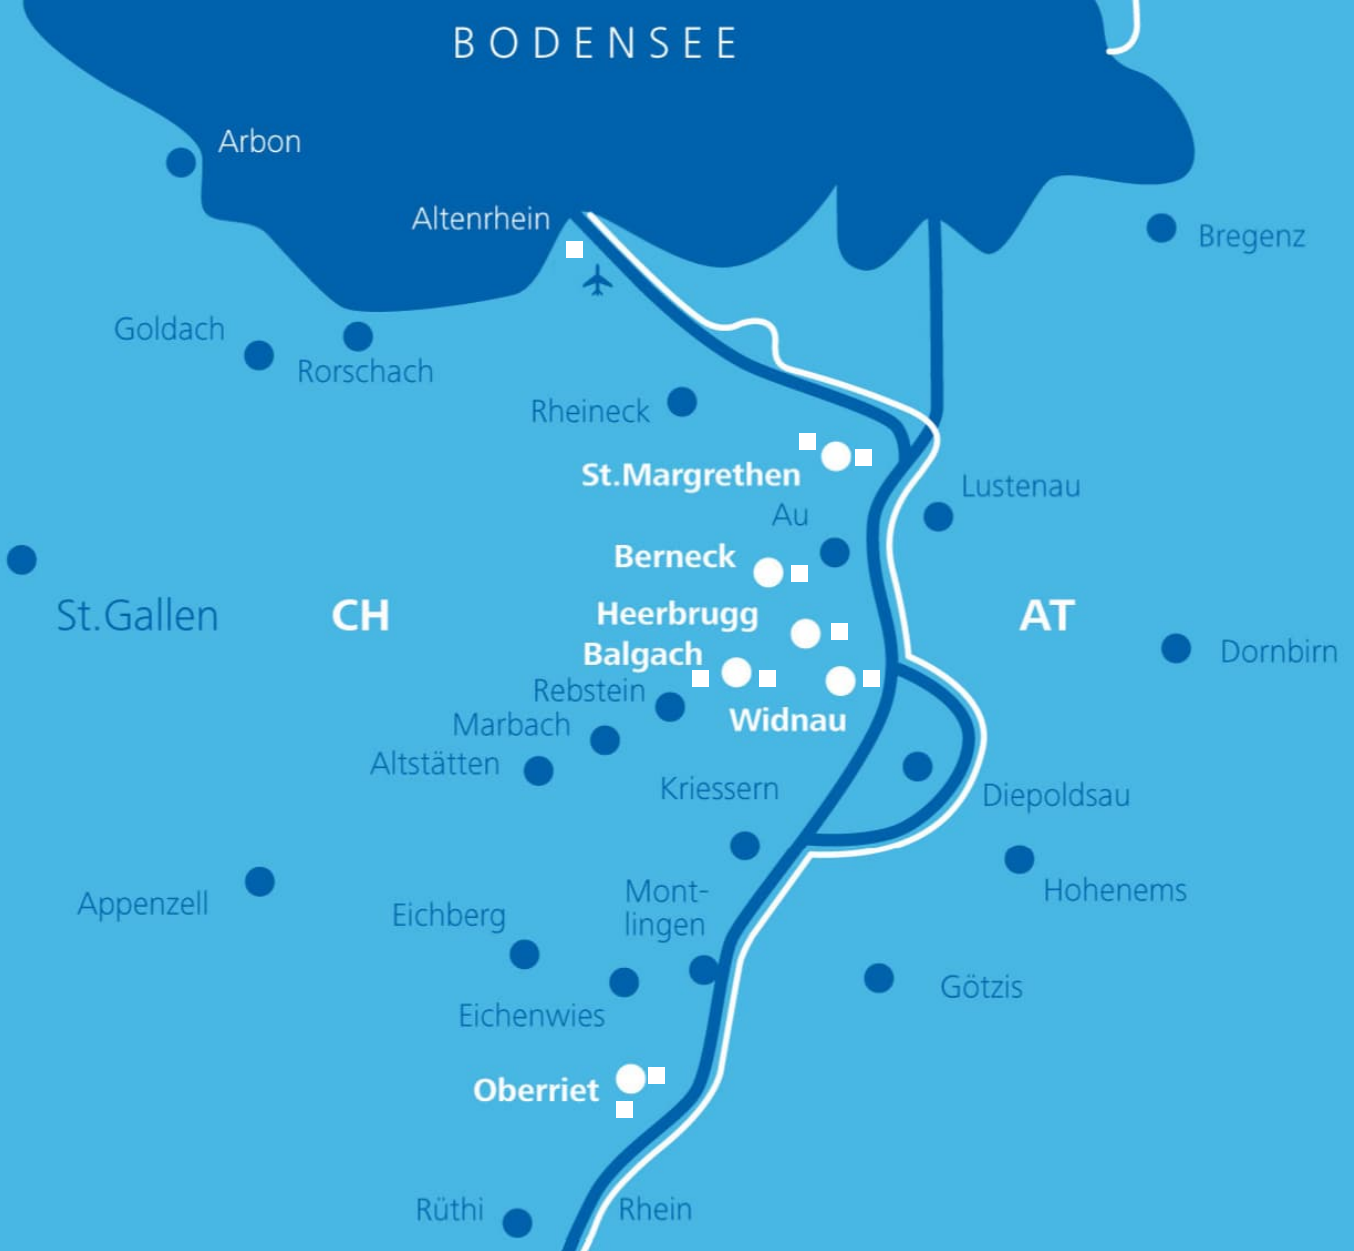 BODENSEE
Arbon
Altenrhein
Bregenz
Goldach
Rorschach
Rheineck
St.Margrethen
Lustenau
Au
Berneck
St.Gallen
CH
Heerbrugg
AT
Balgach
Dornbirn
Rebstein
Widnau
Marbach
Altstätten
Kriessern
Diepoldsau
Mont-
lingen
Hohenems
Appenzell
Eichberg
Götzis
Eichenwies
Oberriet
Rüthi
Rhein